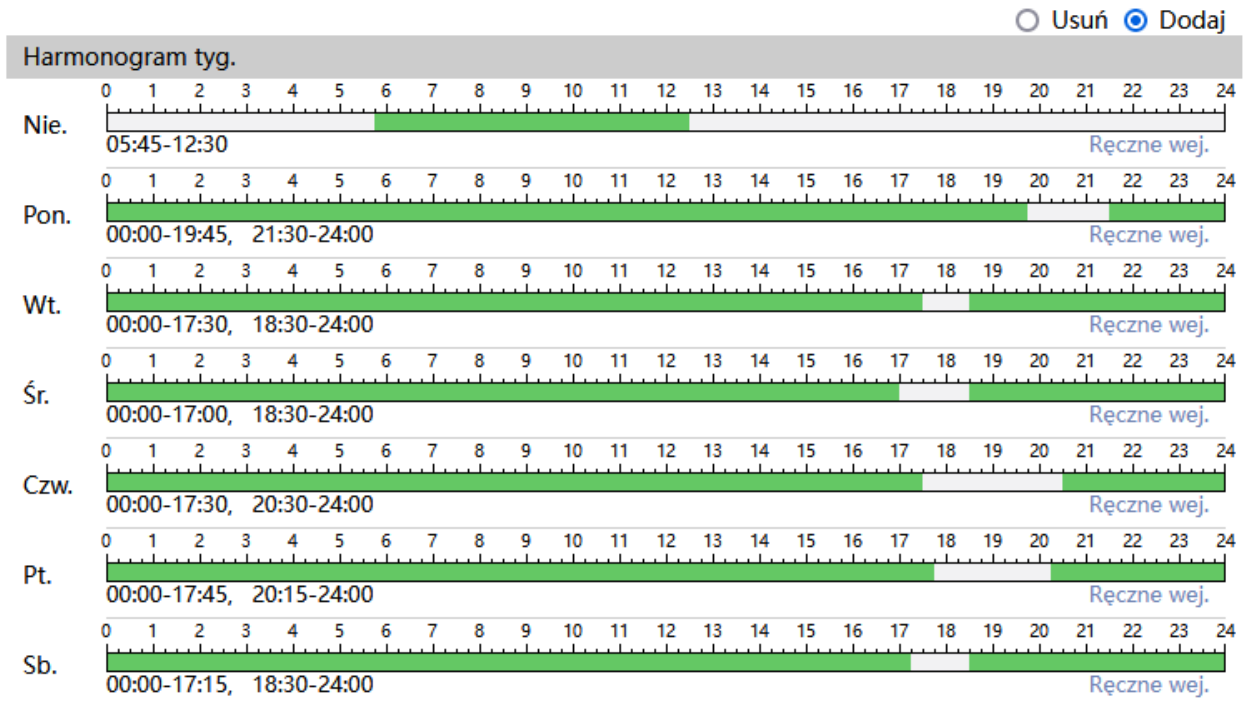 Usuń Dodaj
Harmonogram tyg.
0 1 2 3 4 5 6 7 8 9 10 11 12 13 14 15 16 17 18 19 20 21 22 23 24
Nie.
05:45-12:30 Ręczne wej.
0 1 2 3 4 5 6 7 8 9 10 11 12 13 14 15 16 17 18 19 20 21 22 23 24
Pon.
00:00-19:45, 21:30-24:00 Ręczne wej.
0 1 2 3 4 5 6 7 8 9 10 11 12 13 14 15 16 17 18 19 20 21 22 23 24
Wt.
00:00-17:30, 18:30-24:00 Ręczne wej.
0 1 2 3 4 5 6 7 8 9 10 11 12 13 14 15 16 17 18 19 20 21 22 23 24
Śr.
00:00-17:00, 18:30-24:00 Ręczne wej.
0 1 2 3 4 5 6 7 8 9 10 11 12 13 14 15 16 17 18 19 20 21 22 23 24
Czw.
00:00-17:30, 20:30-24:00 Ręczne wej.
0 1 2 3 4 5 6 7 8 9 10 11 12 13 14 15 16 17 18 19 20 21 22 23 24
Pt.
00:00-17:45, 20:15-24:00 Ręczne wej.
0 1 2 3 4 5 6 7 8 9 10 11 12 13 14 15 16 17 18 19 20 21 22 23 24
Sb.
00:00-17:15, 18:30-24:00 Ręczne wej.